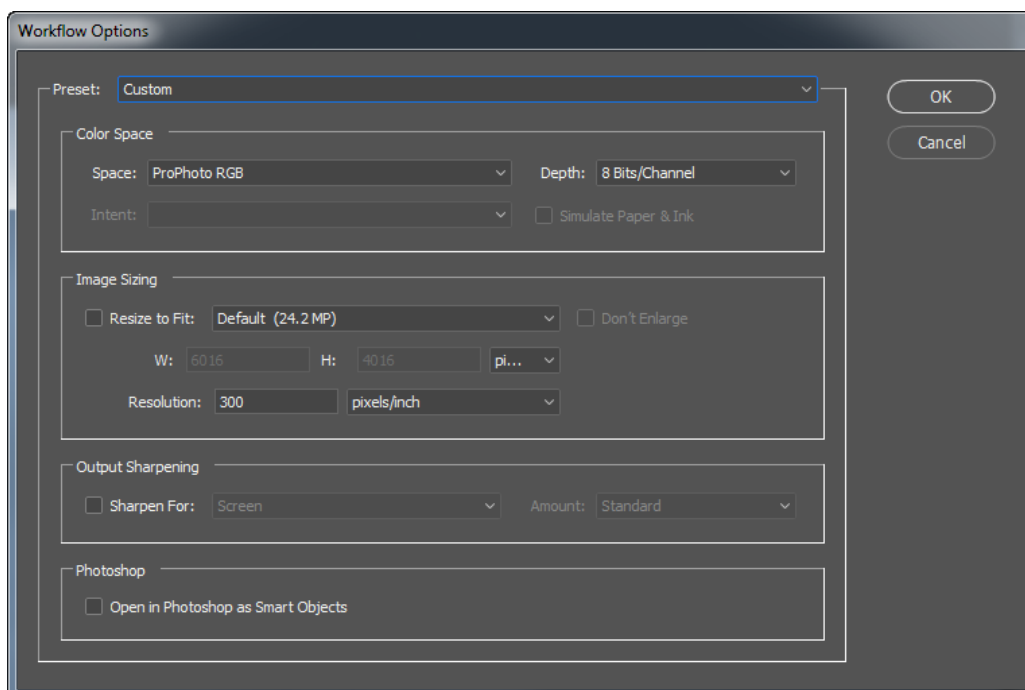 Workflow Options
Preset: Custom
OK
Cancel
Color Space
Space: ProPhoto RGB Depth: 8 Bits/Channel
Intent: Simulate Paper & Ink
Image Sizing
Resize to Fit: Default (24.2 MP) Don't Enlarge
W: 6016 H: 4016 pi...
Resolution: 300 pixels/inch
Output Sharpening
Sharpen For: Screen Amount: Standard
Photoshop
Open in Photoshop as Smart Objects